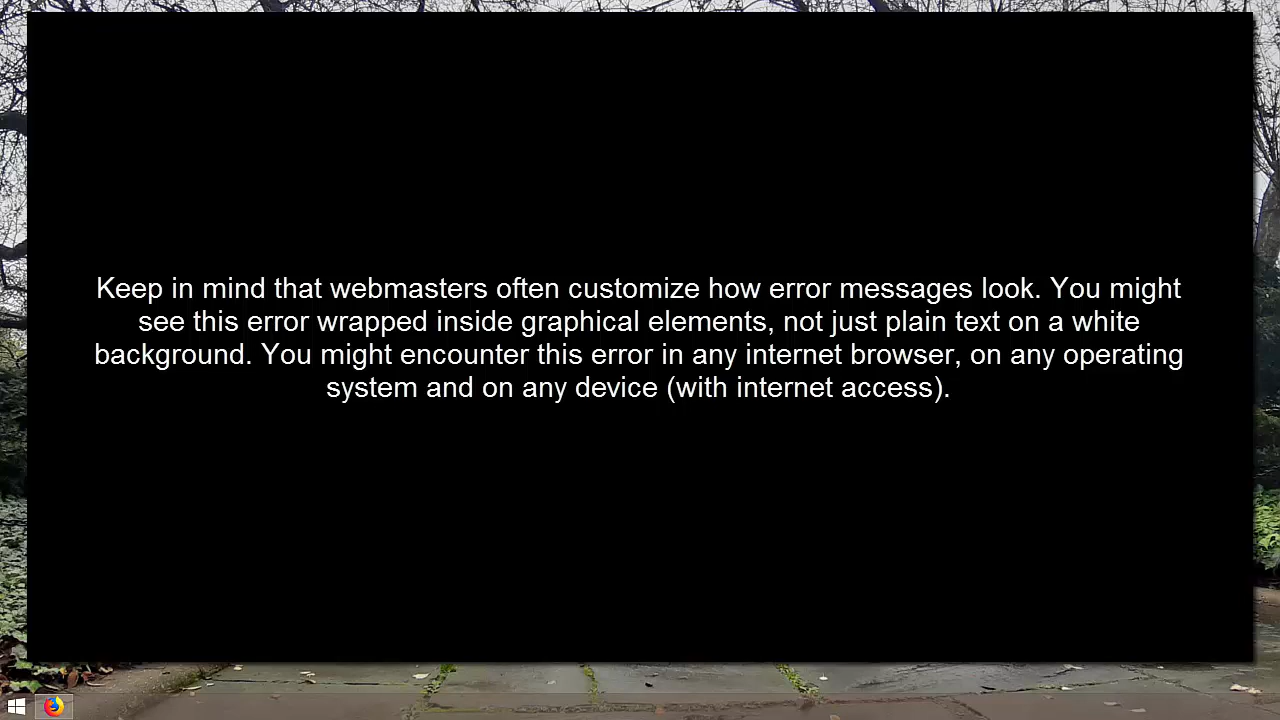 Keep in mind that webmasters often customize how error messages look. You might
see this error wrapped inside graphical elements, not just plain text on a white
background. You might encounter this error in any internet browser, on any operating
system and on any device (with internet access).